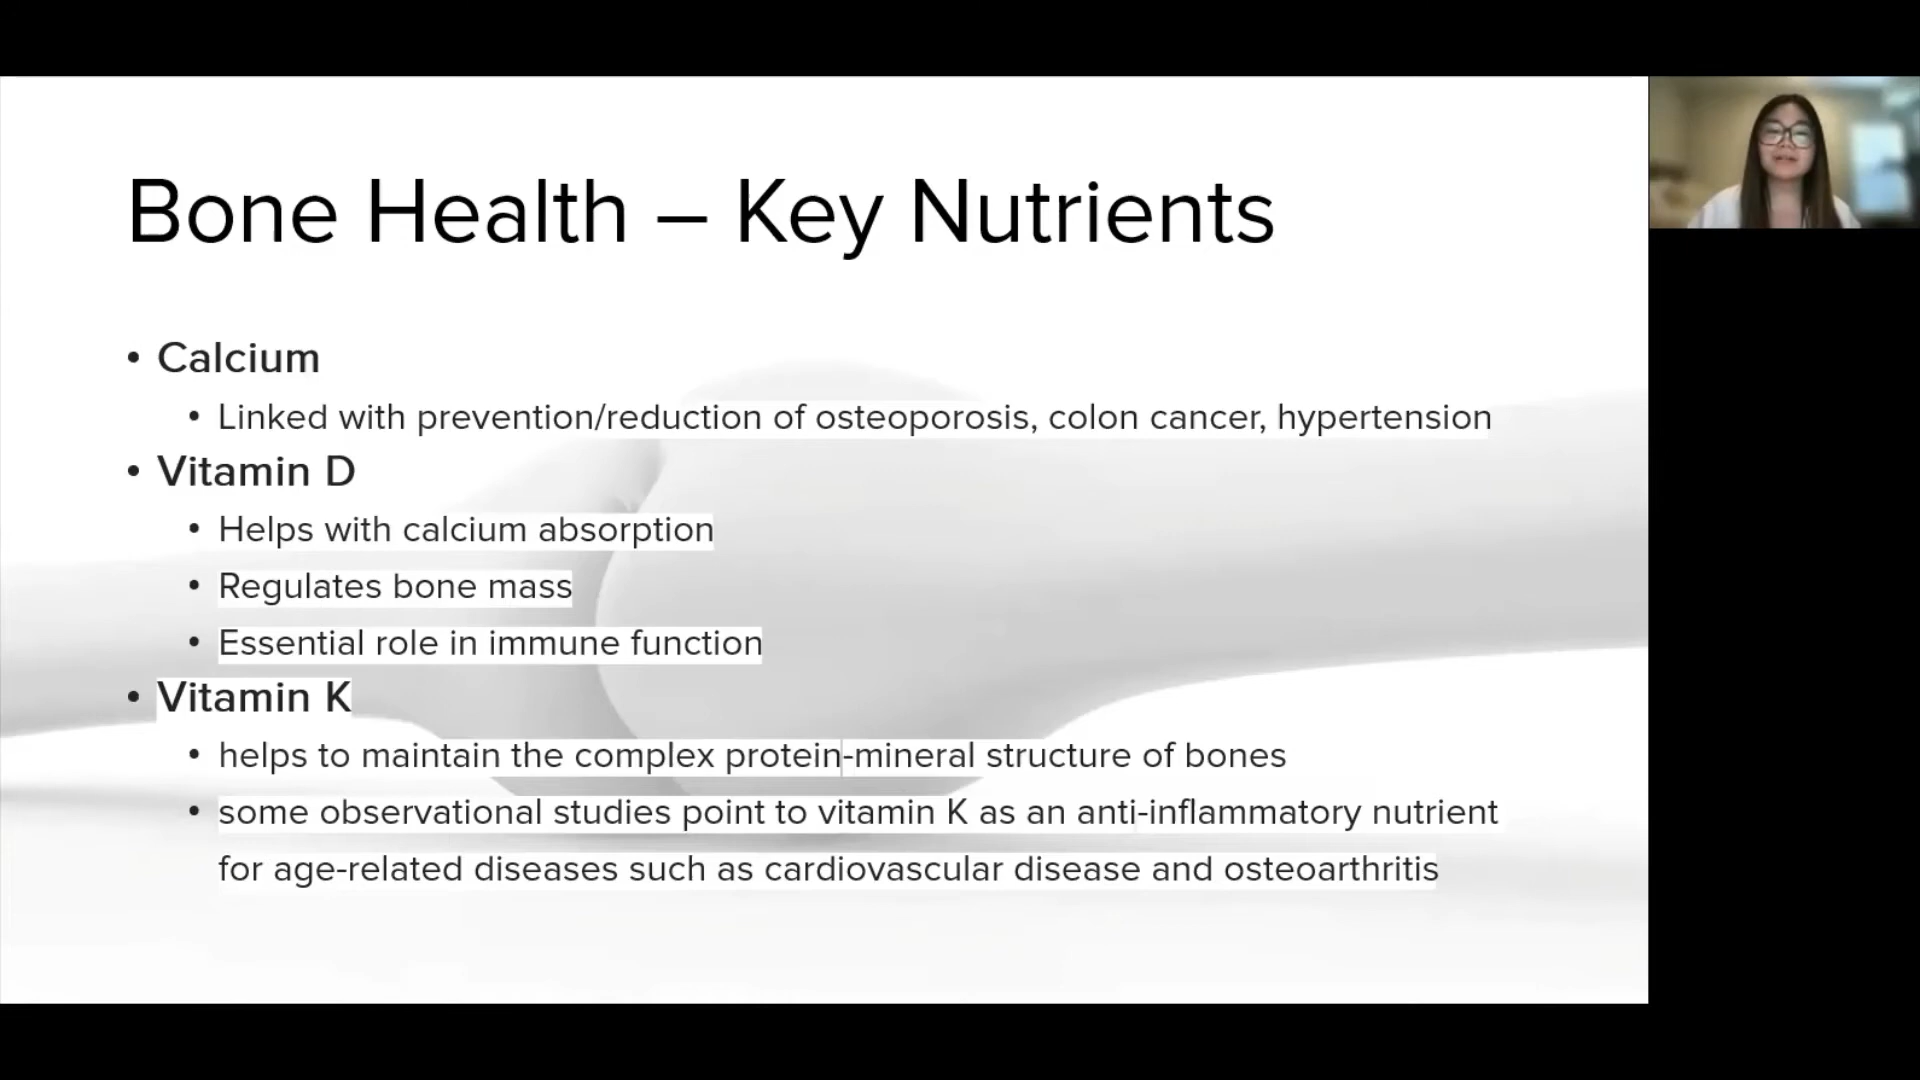 Bone Health – Key Nutrients
• Calcium
• Linked with prevention/reduction of osteoporosis, colon cancer, hypertension
• Vitamin D
• Helps with calcium absorption
• Regulates bone mass
• Essential role in immune function
• Vitamin K
• helps to maintain the complex protein-mineral structure of bones
• some observational studies point to vitamin K as an anti-inflammatory nutrient
for age-related diseases such as cardiovascular disease and osteoarthritis